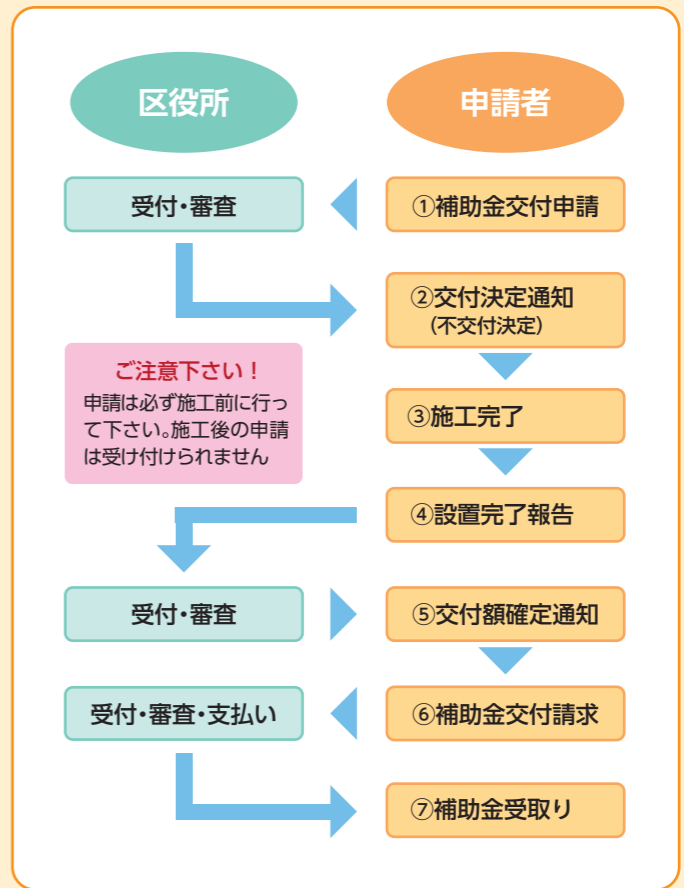 区役所
申請者
受付・審査
①補助金交付申請
②交付決定通知
(不交付決定)
ご注意下さい！
申請は必ず施工前に行っ
て下さい。施工後の申請
は受け付けられません
③施工完了
④設置完了報告
受付・審査
⑤交付額確定通知
受付・審査・支払い
⑥補助金交付請求
⑦補助金受取り